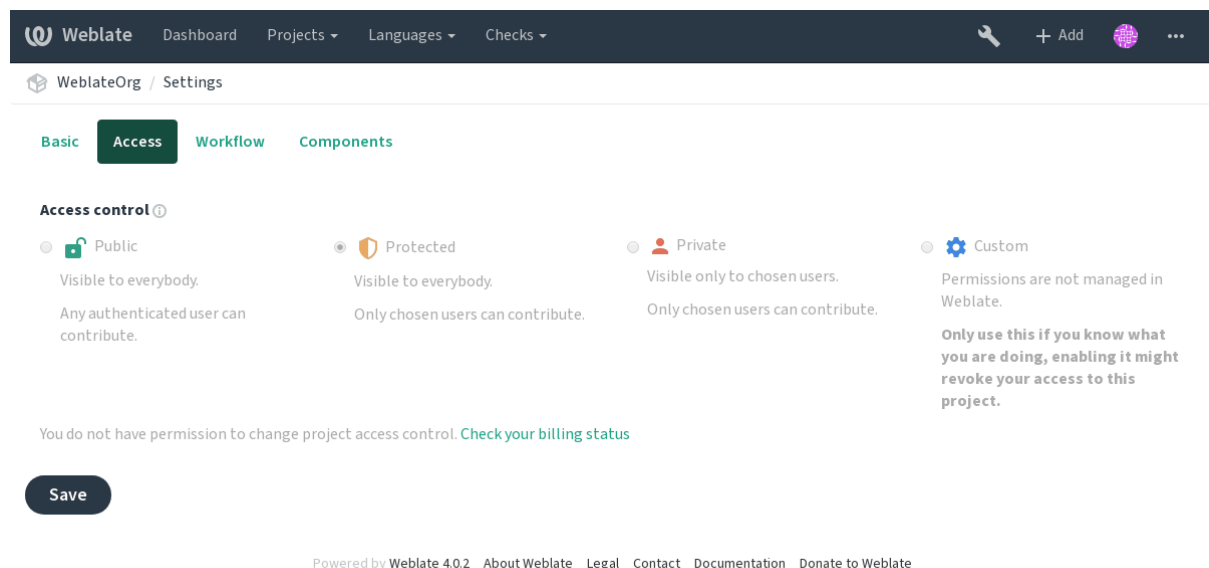 Weblate Dashboard Projects Languages Checks Add
WeblateOrg / Settings
Basic Access Workflow Components
Access control
Public
Visible to everybody.
Any authenticated user can
contribute.
Protected
Visible to everybody.
Only chosen users can contribute.
Private
Visible only to chosen users.
Only chosen users can contribute.
Custom
Permissions are not managed in
Weblate.
Only use this if you know what
you are doing, enabling it might
revoke your access to this
project.
You do not have permission to change project access control. Check your billing status
Save
Powered by Weblate 4.0.2 About Weblate Legal Contact Documentation Donate to Weblate